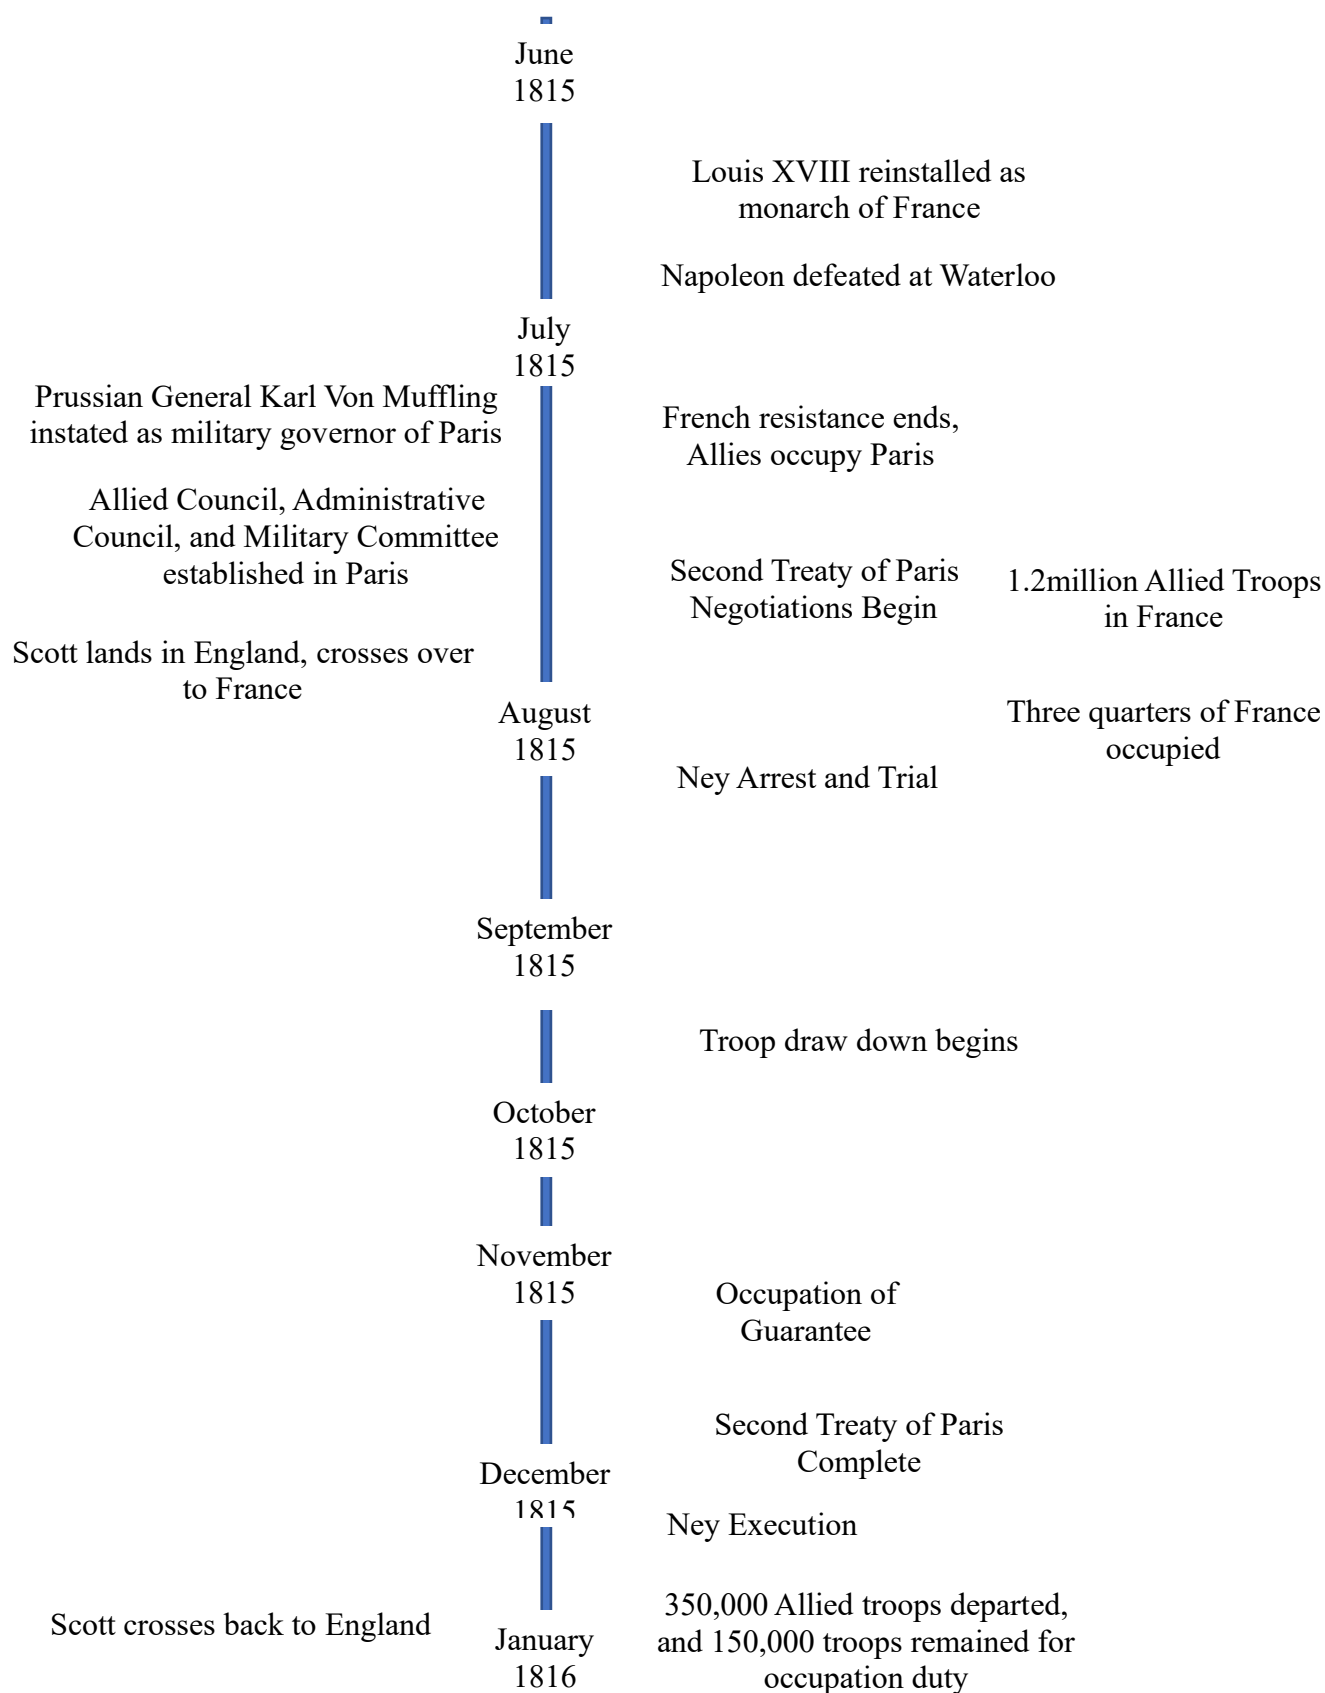 June
1815
Louis XVIII reinstalled as
monarch of France
Napoleon defeated at Waterloo
July
1815
Prussian General Karl Von Muffling
instated as military governor of Paris
French resistance ends,
Allies occupy Paris
Allied Council, Administrative
Council, and Military Committee
established in Paris
Second Treaty of Paris
Negotiations Begin
1.2million Allied Troops
in France
Scott lands in England, crosses over
to France
August
1815
Three quarters of France
occupied
Ney Arrest and Trial
September
1815
Troop draw down begins
October
1815
November
1815
Occupation of
Guarantee
Second Treaty of Paris
Complete
December
1815
Ney Execution
Scott crosses back to England
350,000 Allied troops departed,
and 150,000 troops remained for
occupation duty
January
1816